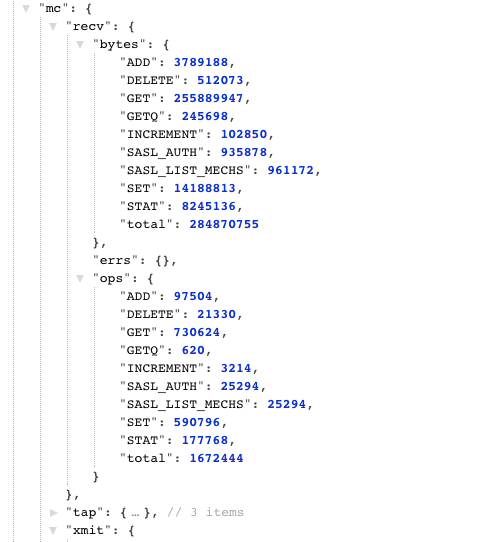 "mc": {
"recv": {
"bytes": {
"ADD": 3789188,
"DELETE": 512073,
"GET": 255889947,
"GETQ": 245698,
"INCREMENT": 102850,
"SASL_AUTH": 935878,
"SASL_LIST_MECHS": 961172,
"SET": 14188813,
"STAT": 8245136,
"total": 284870755
},
"errs": {},
"ops": {
"ADD": 97504,
"DELETE": 21330,
"GET": 730624,
"GETQ": 620,
"INCREMENT": 3214,
"SASL_AUTH": 25294,
"SASL_LIST_MECHS": 25294,
"SET": 590796,
"STAT": 177768,
"total": 1672444
}
},
"tap": { … }, // 3 items
"xmit": {